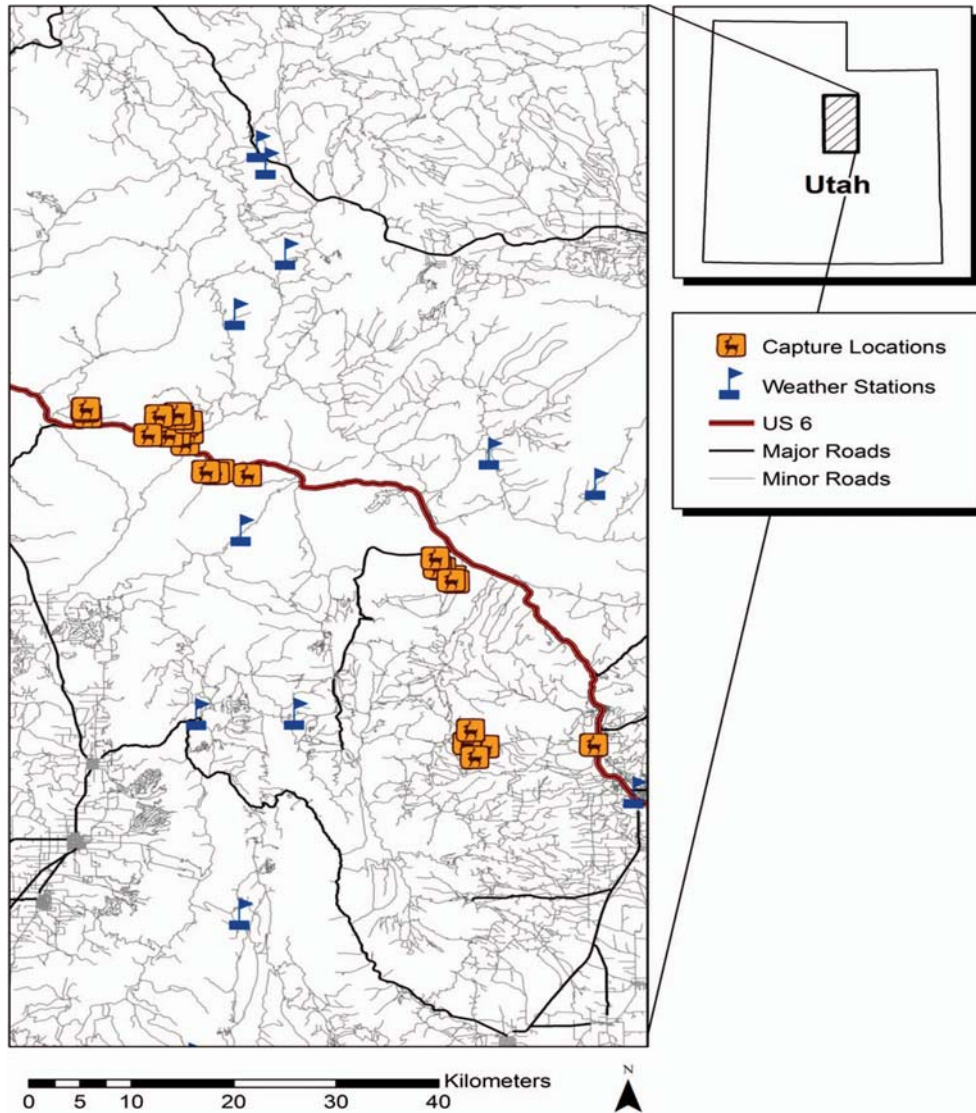 Utah
Capture Locations
Weather Stations
US 6
Major Roads
Minor Roads
Kilometers
0 5 10 20 30 40
N